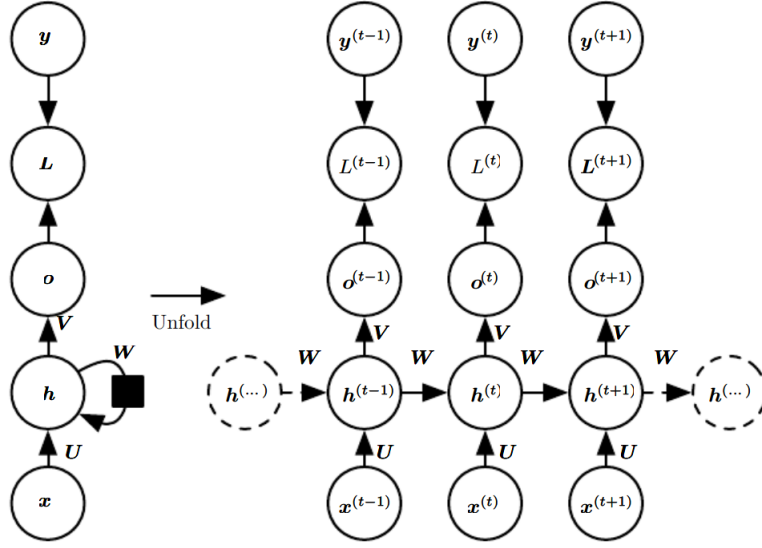 y y^(t−1) y^(t) y^(t+1)
L L^(t−1) L^(t) L^(t+1)
o o^(t−1) o^(t) o^(t+1)
Unfold
V V V V
W W W W W
h h^(...) h^(t−1) h^(t) h^(t+1) h^(...)
U U U U
x x^(t−1) x^(t) x^(t+1)